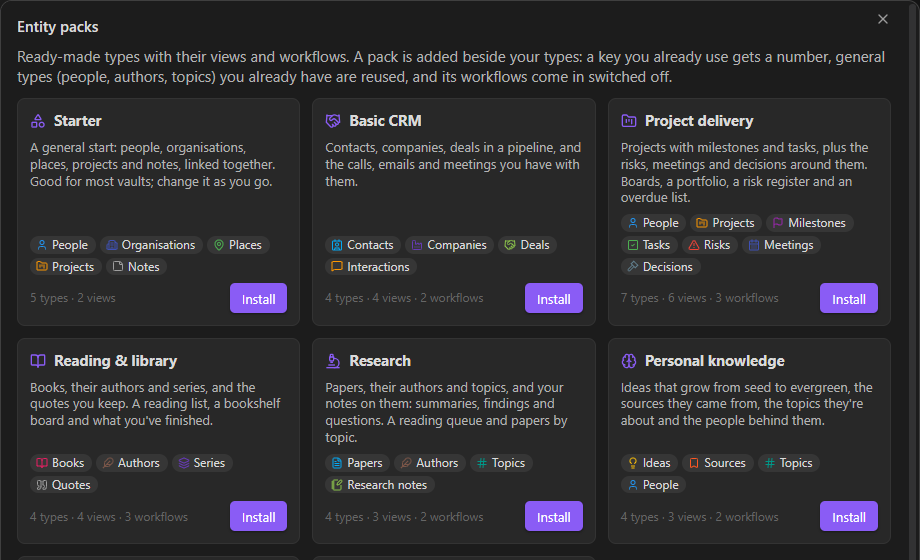 Entity packs
Ready-made types with their views and workflows. A pack is added beside your types: a key you already use gets a number, general
types (people, authors, topics) you already have are reused, and its workflows come in switched off.
Starter
A general start: people, organisations,
places, projects and notes, linked together.
Good for most vaults; change it as you go.
People Organisations Places
Projects Notes
5 types · 2 views Install
Basic CRM
Contacts, companies, deals in a pipeline, and
the calls, emails and meetings you have with
them.
Contacts Companies Deals
Interactions
4 types · 4 views · 2 workflows Install
Project delivery
Projects with milestones and tasks, plus the
risks, meetings and decisions around them.
Boards, a portfolio, a risk register and an
overdue list.
People Projects Milestones
Tasks Risks Meetings
Decisions
7 types · 6 views · 3 workflows Install
Reading & library
Books, their authors and series, and the
quotes you keep. A reading list, a bookshelf
board and what you've finished.
Books Authors Series
Quotes
4 types · 4 views · 3 workflows Install
Research
Papers, their authors and topics, and your
notes on them: summaries, findings and
questions. A reading queue and papers by
topic.
Papers Authors Topics
Research notes
4 types · 3 views · 2 workflows Install
Personal knowledge
Ideas that grow from seed to evergreen, the
sources they came from, the topics they're
about and the people behind them.
Ideas Sources Topics
People
4 types · 3 views · 2 workflows Install